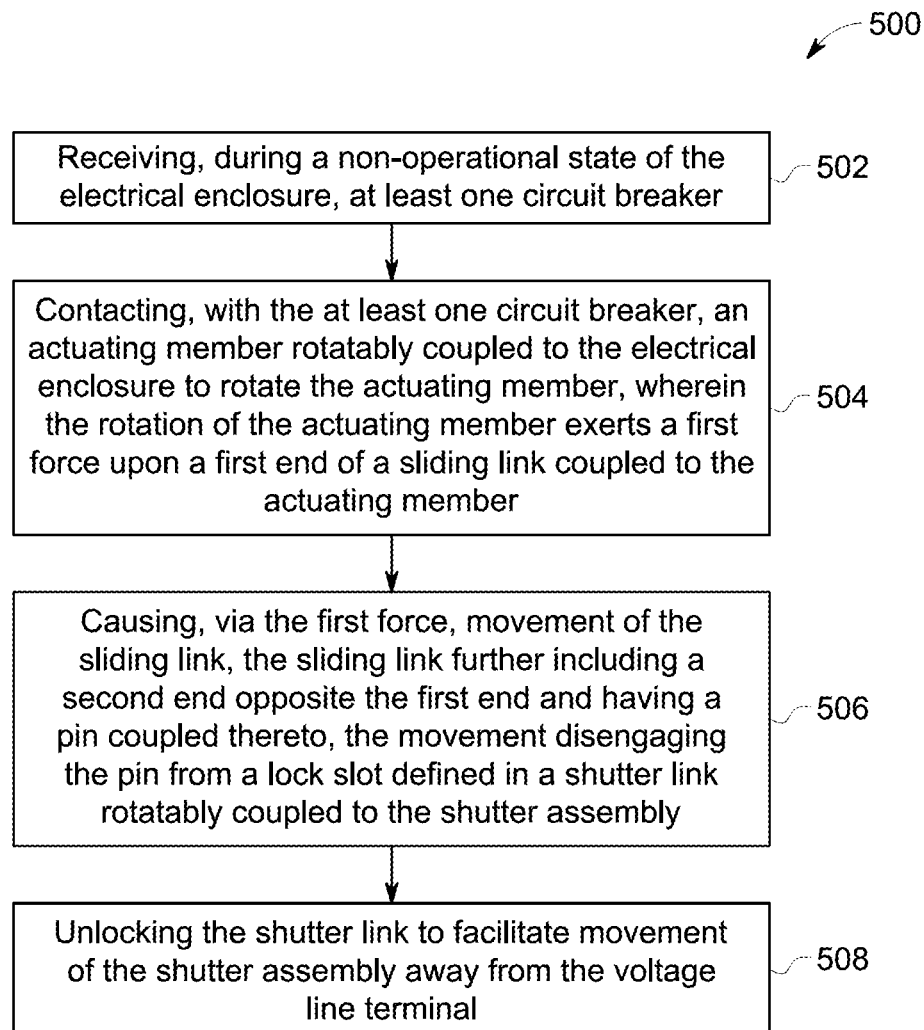 500
Receiving, during a non-operational state of the
electrical enclosure, at least one circuit breaker
502
Contacting, with the at least one circuit breaker, an
actuating member rotatably coupled to the electrical
enclosure to rotate the actuating member, wherein
the rotation of the actuating member exerts a first
force upon a first end of a sliding link coupled to the
actuating member
504
Causing, via the first force, movement of the
sliding link, the sliding link further including a
second end opposite the first end and having a
pin coupled thereto, the movement disengaging
the pin from a lock slot defined in a shutter link
rotatably coupled to the shutter assembly
506
Unlocking the shutter link to facilitate movement
of the shutter assembly away from the voltage
line terminal
508